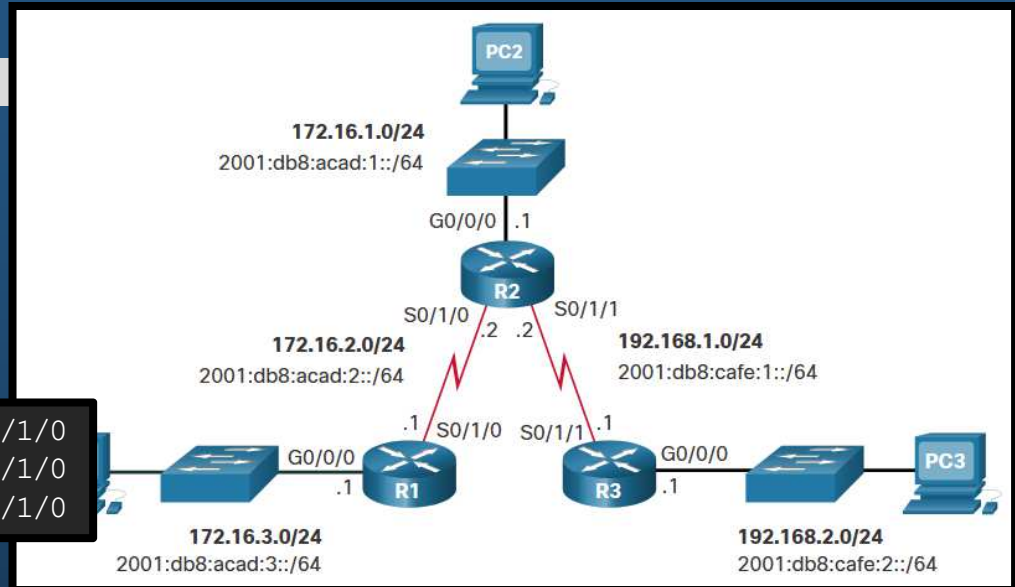 PC2
172.16.1.0/24
2001:db8:acad:1::/64
G0/0/0 .1
R2
S0/1/0 .2 .2 S0/1/1
172.16.2.0/24
2001:db8:acad:2::/64
192.168.1.0/24
2001:db8:cafe:1::/64
/1/0
/1/0
/1/0
.1 S0/1/0
S0/1/1 .1
G0/0/0
.1
R1
R3
G0/0/0
.1
PC3
172.16.3.0/24
2001:db8:acad:3::/64
192.168.2.0/24
2001:db8:cafe:2::/64